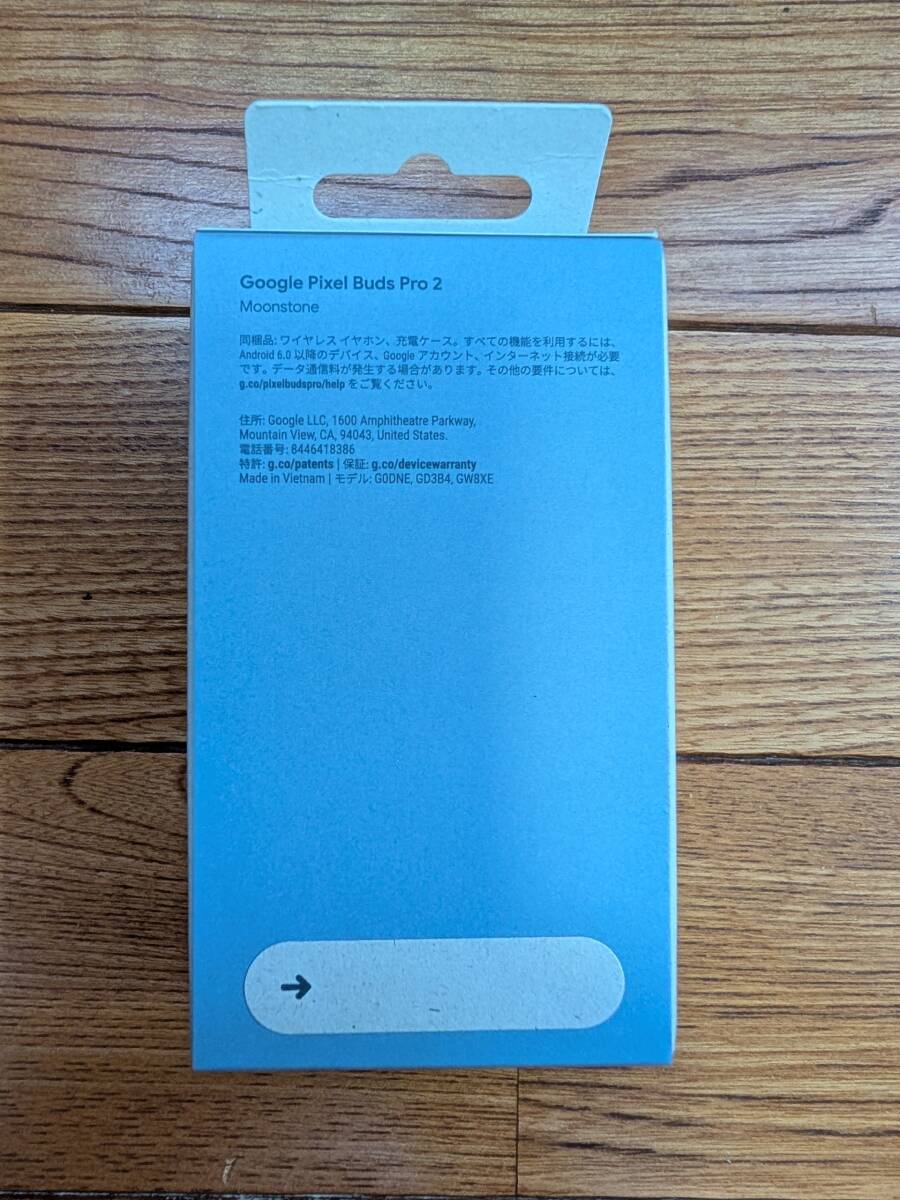 Google Pixel Buds Pro 2
Moonstone
同梱品: ワイヤレス イヤホン、充電ケース。すべての機能を利用するには、
Android 6.0 以降のデバイス、Google アカウント、インターネット接続が必要
です。データ通信料が発生する場合があります。その他の要件については、
g.co/pixelbudspro/help をご覧ください。
住所: Google LLC, 1600 Amphitheatre Parkway,
Mountain View, CA, 94043, United States.
電話番号: 8446418386
特許: g.co/patents | 保証: g.co/devicewarranty
Made in Vietnam | モデル: G0DNE, GD3B4, GW8XE